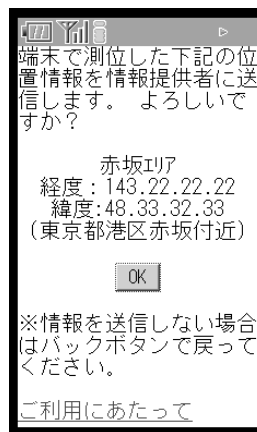 端末で測位した下記の位
置情報を情報提供者に送
信します。 よろしいで
すか？
赤坂ｴﾘｱ
経度：143.22.22.22
緯度:48.33.32.33
（東京都港区赤坂付近）
OK
※情報を送信しない場合
はバックボタンで戻って
ください。
ご利用にあたって